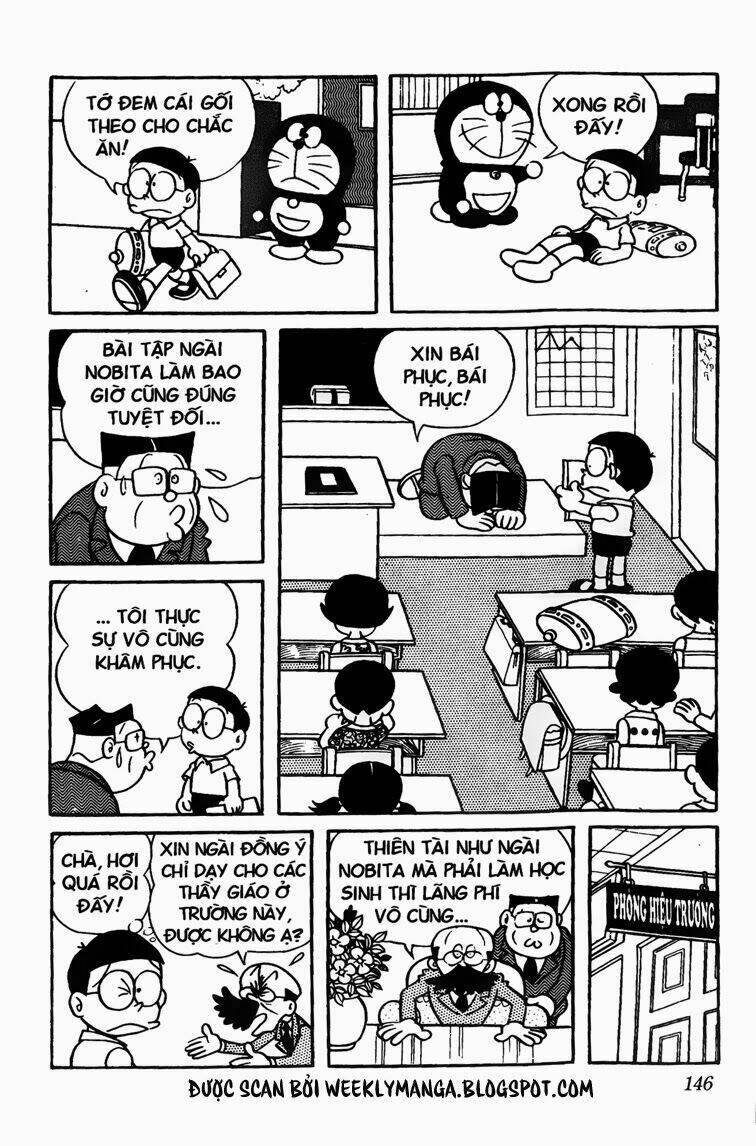 XONG RỒI
ĐẤY!
TỚ ĐEM CÁI GỐI
THEO CHO CHẮC
ĂN!
XIN BÁI
PHỤC, BÁI
PHỤC!
BÀI TẬP NGÀI
NOBITA LÀM BAO
GIỜ CŨNG ĐÚNG
TUYỆT ĐỐI...
... TÔI THỰC
SỰ VÔ CÙNG
KHÂM PHỤC.
PHÒNG HIỆU TRƯỞNG
THIÊN TÀI NHƯ NGÀI
NOBITA MÀ PHẢI LÀM HỌC
SINH THÌ LÃNG PHÍ
VÔ CÙNG...
XIN NGÀI ĐỒNG Ý
CHỈ DẠY CHO CÁC
THẦY GIÁO Ở
TRƯỜNG NÀY,
ĐƯỢC KHÔNG Ạ?
CHÀ, HƠI
QUÁ RỒI
ĐẤY!
ĐƯỢC SCAN BỞI WEEKLYMANGA.BLOGSPOT.COM
146